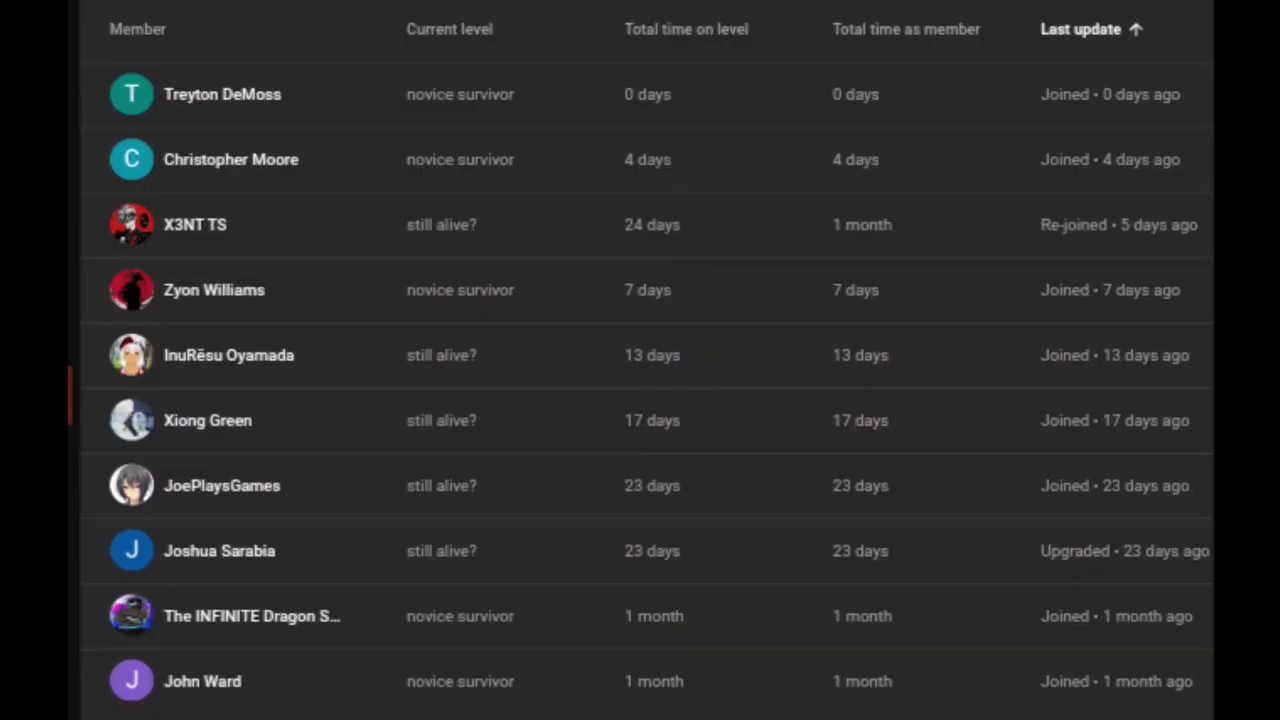 Member Current level Total time on level Total time as member Last update ↑
T Treyton DeMoss novice survivor 0 days 0 days Joined • 0 days ago
C Christopher Moore novice survivor 4 days 4 days Joined • 4 days ago
X3NT TS still alive? 24 days 1 month Re-joined • 5 days ago
Zyon Williams novice survivor 7 days 7 days Joined • 7 days ago
InuRēsu Oyamada still alive? 13 days 13 days Joined • 13 days ago
Xiong Green still alive? 17 days 17 days Joined • 17 days ago
JoePlaysGames still alive? 23 days 23 days Joined • 23 days ago
J Joshua Sarabia still alive? 23 days 23 days Upgraded • 23 days ago
The INFINITE Dragon S... novice survivor 1 month 1 month Joined • 1 month ago
J John Ward novice survivor 1 month 1 month Joined • 1 month ago